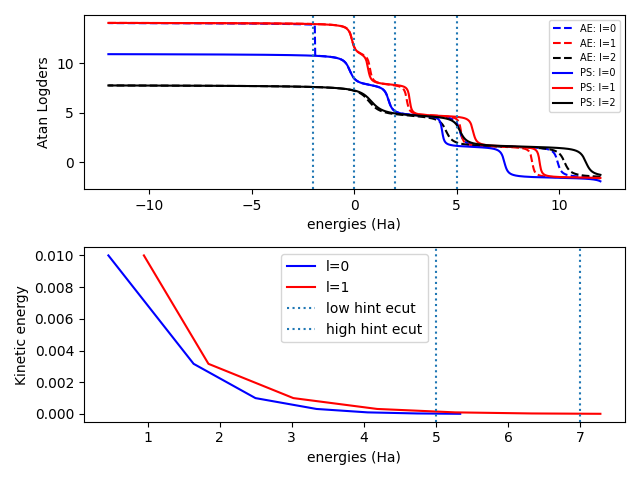 Atan Logders
10
5
0
AE: l=0
AE: l=1
AE: l=2
PS: l=0
PS: l=1
PS: l=2
−10 −5 0 5 10
energies (Ha)
Kinetic energy
0.010
0.008
0.006
0.004
0.002
0.000
l=0
l=1
low hint ecut
high hint ecut
1 2 3 4 5 6 7
energies (Ha)